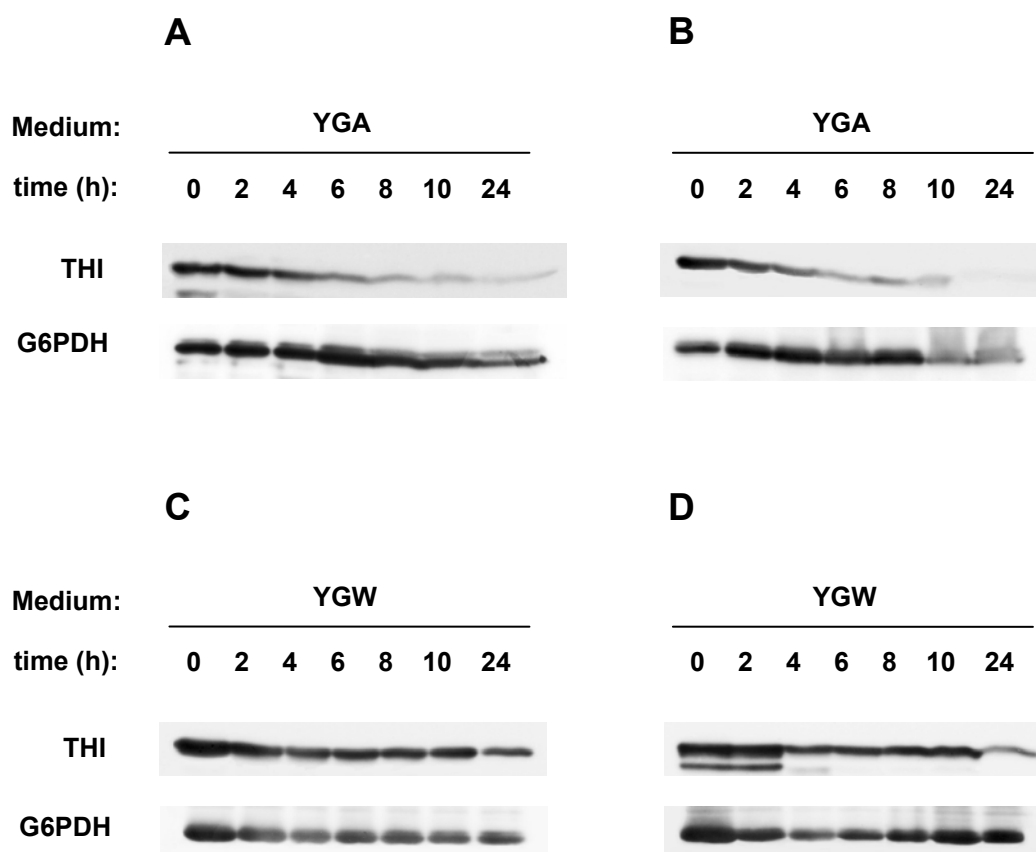 A B
Medium: YGA YGA
time (h): 0 2 4 6 8 10 24 0 2 4 6 8 10 24
THI
G6PDH
C D
Medium: YGW YGW
time (h): 0 2 4 6 8 10 24 0 2 4 6 8 10 24
THI
G6PDH